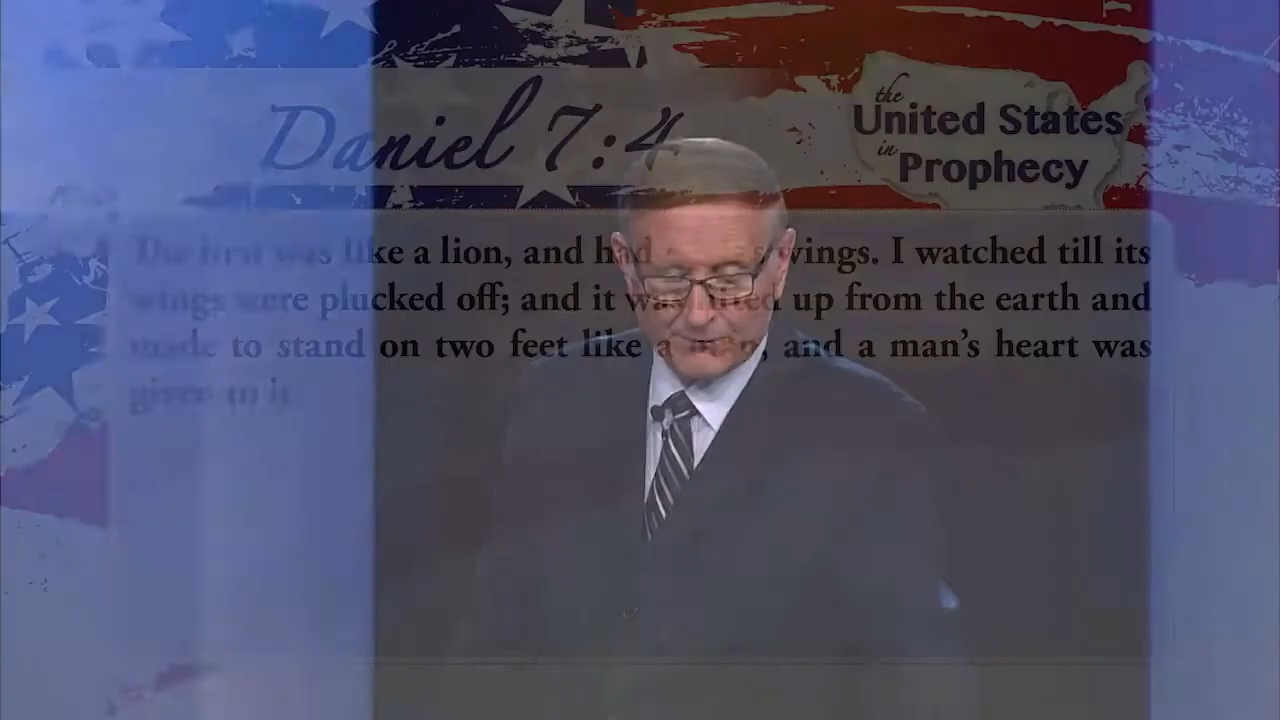 Daniel 7:4
the
United States
in
Prophecy
The first was like a lion, and had wings. I watched till its
wings were plucked off; and it was lifted up from the earth and
made to stand on two feet like a man, and a man's heart was
given to it